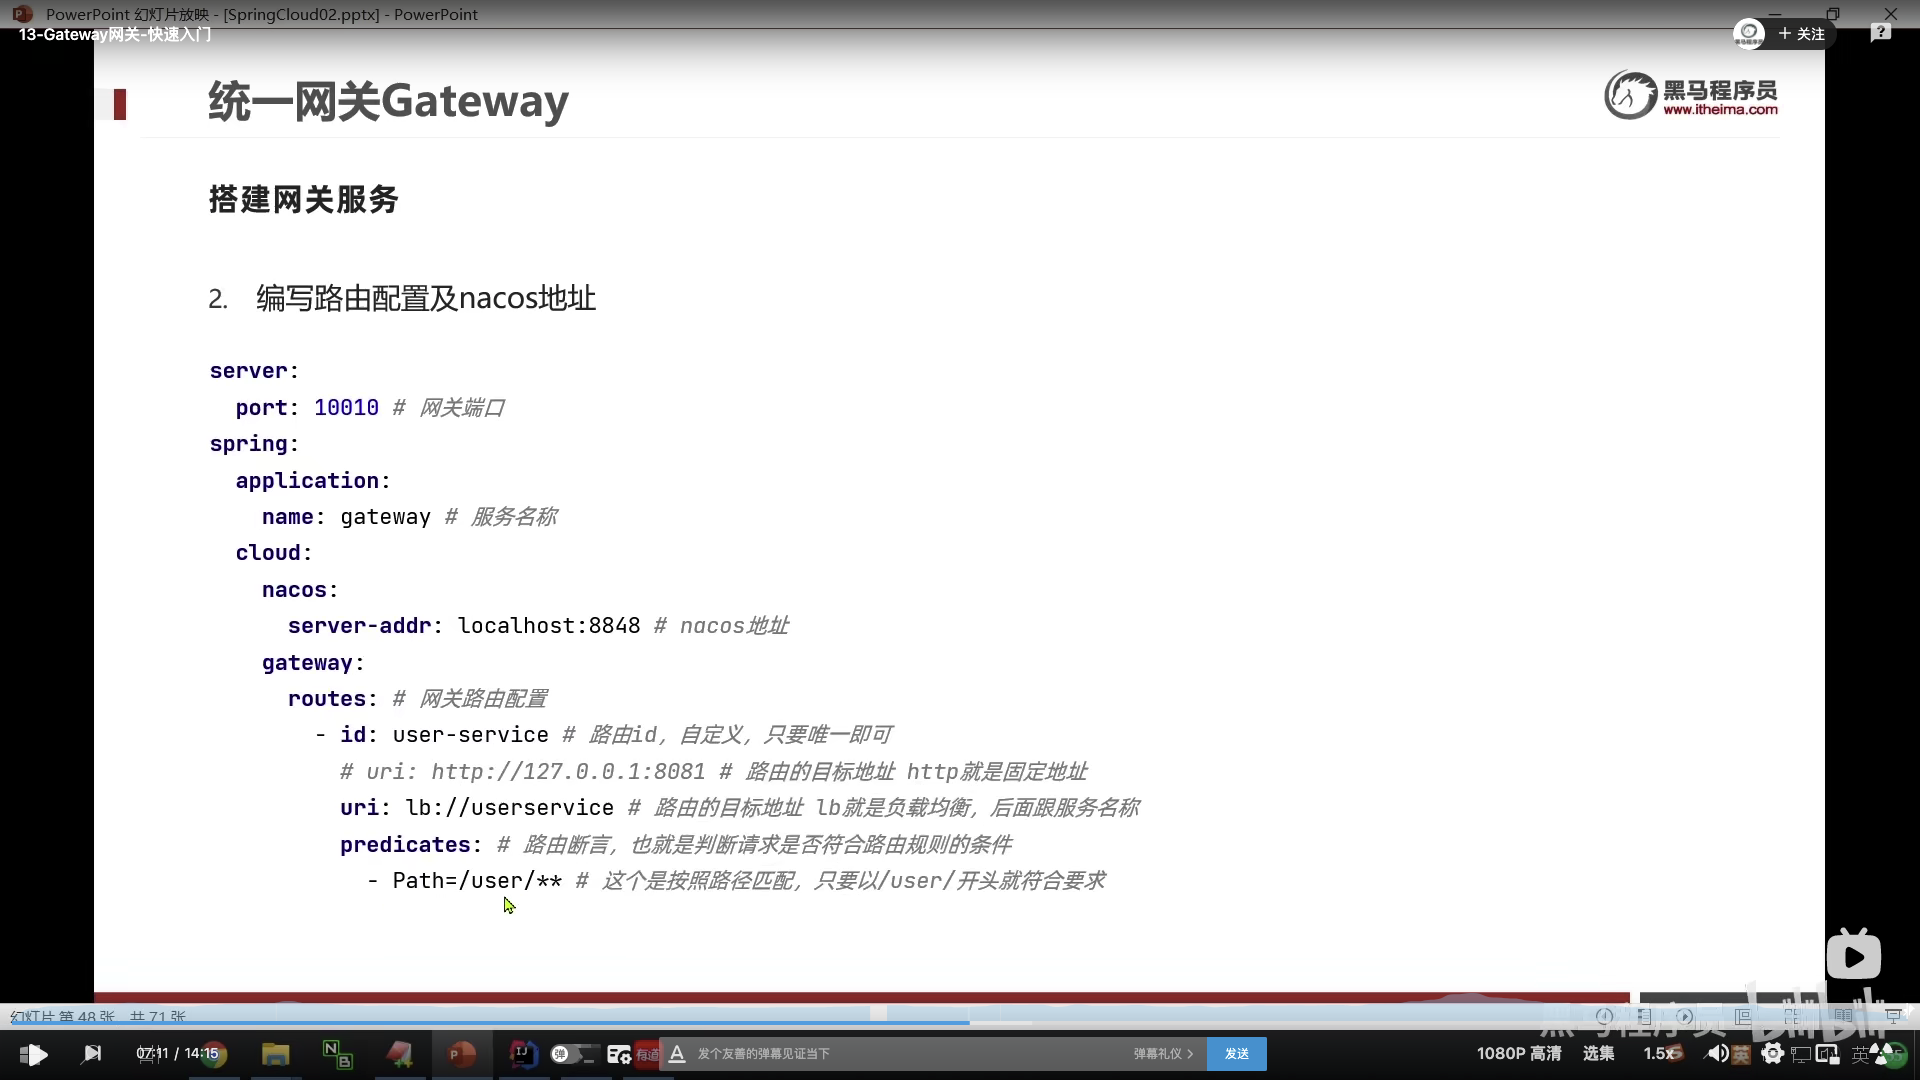 PowerPoint 幻灯片放映 - [SpringCloud02.pptx] - PowerPoint
13-Gateway网关-快速入门
+ 关注
统一网关Gateway
黑马程序员
www.itheima.com
搭建网关服务
2. 编写路由配置及nacos地址
server:
port: 10010 # 网关端口
spring:
application:
name: gateway # 服务名称
cloud:
nacos:
server-addr: localhost:8848 # nacos地址
gateway:
routes: # 网关路由配置
- id: user-service # 路由id，自定义，只要唯一即可
# uri: http://127.0.0.1:8081 # 路由的目标地址 http就是固定地址
uri: lb://userservice # 路由的目标地址 lb就是负载均衡，后面跟服务名称
predicates: # 路由断言，也就是判断请求是否符合路由规则的条件
- Path=/user/** # 这个是按照路径匹配，只要以/user/开头就符合要求
幻灯片 第 48 张，共 71 张
黑马程序员 bilibili
07:11 / 14:15
弹
有道
发个友善的弹幕见证当下
弹幕礼仪 >
发送
1080P 高清
选集
1.5x
英
英